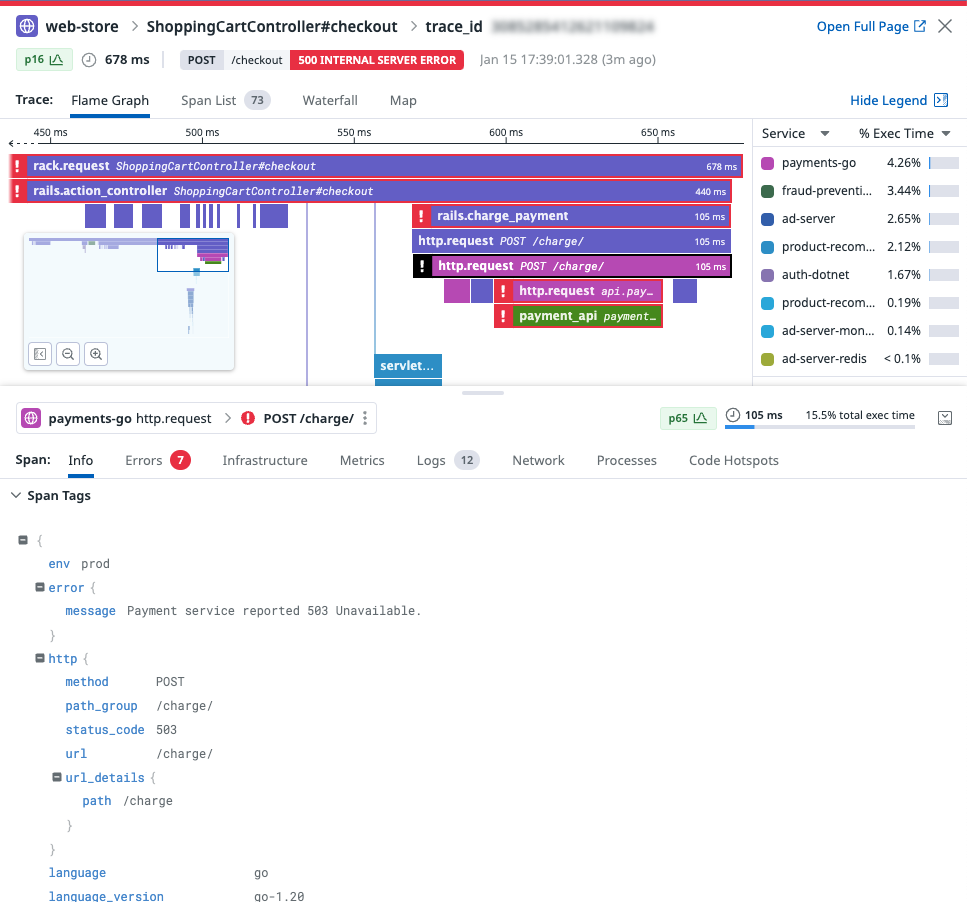 web-store > ShoppingCartController#checkout > trace_id
Open Full Page
p16 678 ms POST /checkout 500 INTERNAL SERVER ERROR Jan 15 17:39:01.328 (3m ago)
Trace: Flame Graph Span List 73 Waterfall Map
Hide Legend
450 ms 500 ms 550 ms 600 ms 650 ms
rack.request ShoppingCartController#checkout 678 ms
rails.action_controller ShoppingCartController#checkout 440 ms
! rails.charge_payment 105 ms
http.request POST /charge/ 105 ms
! http.request POST /charge/ 105 ms
! http.request api.pay…
! payment_api payment…
servlet…
Service % Exec Time
payments-go 4.26%
fraud-preventi... 3.44%
ad-server 2.65%
product-recom... 2.12%
auth-dotnet 1.67%
product-recom... 0.19%
ad-server-mon... 0.14%
ad-server-redis < 0.1%
payments-go http.request > POST /charge/
p65 105 ms 15.5% total exec time
Span: Info Errors 7 Infrastructure Metrics Logs 12 Network Processes Code Hotspots
Span Tags
{
env prod
error {
message Payment service reported 503 Unavailable.
}
http {
method POST
path_group /charge/
status_code 503
url /charge/
url_details {
path /charge
}
}
language go
language_version go-1.20